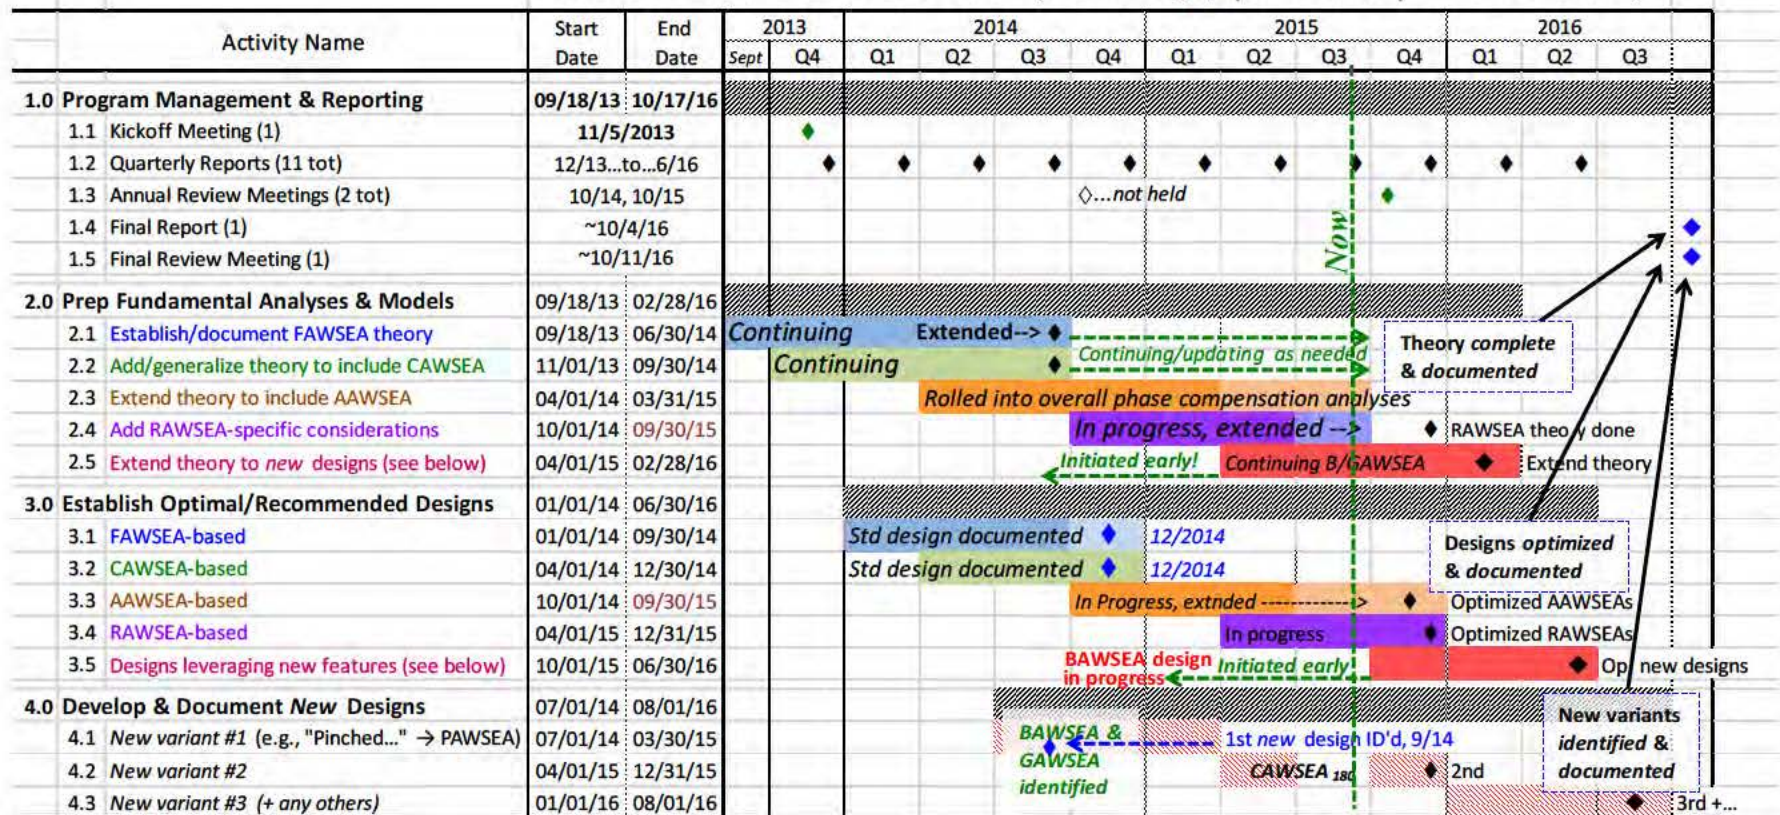 2013 2014 2015 2016
Activity Name Start Date End Date Sept Q4 Q1 Q2 Q3 Q4 Q1 Q2 Q3 Q4 Q1 Q2 Q3
1.0 Program Management & Reporting 09/18/13 10/17/16
1.1 Kickoff Meeting (1) 11/5/2013
1.2 Quarterly Reports (11 tot) 12/13...to...6/16
1.3 Annual Review Meetings (2 tot) 10/14, 10/15 ...not held
1.4 Final Report (1) ~10/4/16
Now
1.5 Final Review Meeting (1) ~10/11/16
2.0 Prep Fundamental Analyses & Models 09/18/13 02/28/16
2.1 Establish/document FAWSEA theory 09/18/13 06/30/14 Continuing Extended-->
Continuing/updating as needed
Theory complete
& documented
2.2 Add/generalize theory to include CAWSEA 11/01/13 09/30/14 Continuing
2.3 Extend theory to include AAWSEA 04/01/14 03/31/15 Rolled into overall phase compensation analyses
2.4 Add RAWSEA-specific considerations 10/01/14 09/30/15 In progress, extended --> RAWSEA theory done
2.5 Extend theory to new designs (see below) 04/01/15 02/28/16 Initiated early! Continuing B/GAWSEA Extend theory
3.0 Establish Optimal/Recommended Designs 01/01/14 06/30/16
3.1 FAWSEA-based 01/01/14 09/30/14 Std design documented 12/2014
Designs optimized
& documented
3.2 CAWSEA-based 04/01/14 12/30/14 Std design documented 12/2014
3.3 AAWSEA-based 10/01/14 09/30/15 In Progress, extnded -------------> Optimized AAWSEAs
3.4 RAWSEA-based 04/01/15 12/31/15 In progress Optimized RAWSEAs
3.5 Designs leveraging new features (see below) 10/01/15 06/30/16 BAWSEA design in progress Initiated early new designs
4.0 Develop & Document New Designs 07/01/14 08/01/16
New variants
identified &
documented
4.1 New variant #1 (e.g., "Pinched..." → PAWSEA) 07/01/14 03/30/15 BAWSEA & GAWSEA identified 1st new design ID'd, 9/14
4.2 New variant #2 04/01/15 12/31/15 CAWSEA 180 2nd
4.3 New variant #3 (+ any others) 01/01/16 08/01/16 3rd +...